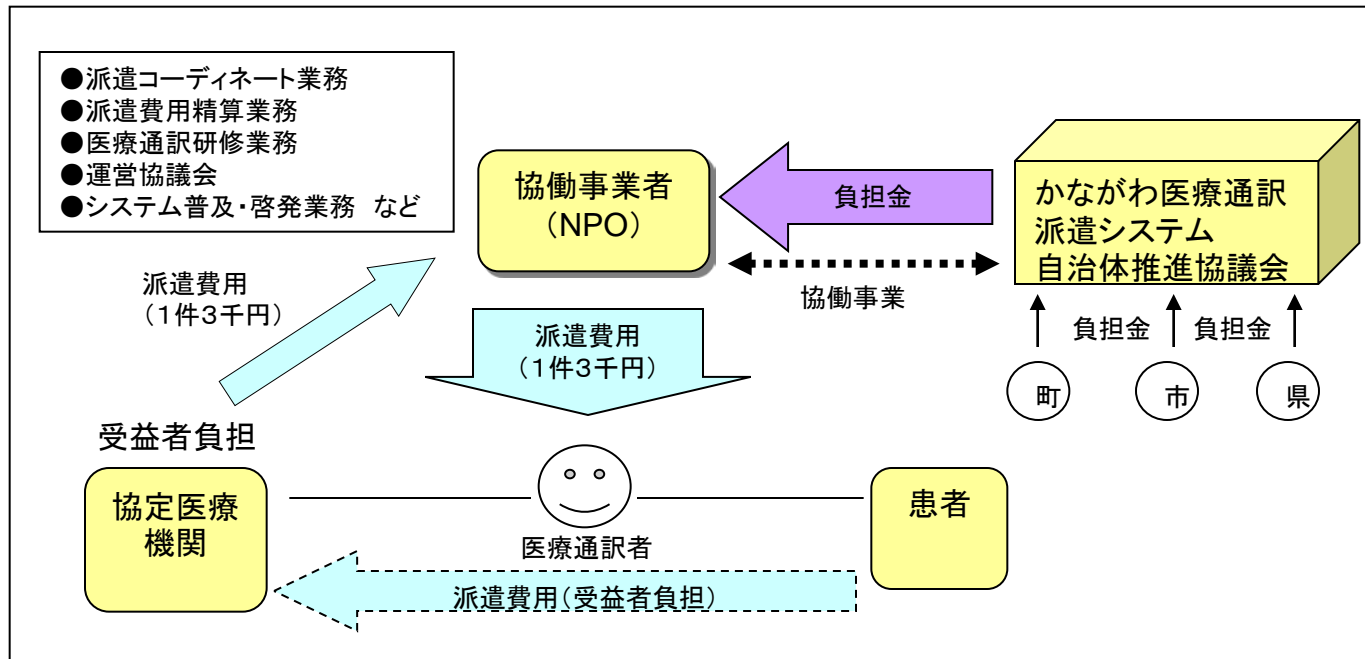 ●派遣コーディネート業務
●派遣費用精算業務
●医療通訳研修業務
●運営協議会
●システム普及・啓発業務 など
協働事業者
(NPO)
負担金
かながわ医療通訳
派遣システム
自治体推進協議会
協働事業
派遣費用
(1件3千円)
派遣費用
(1件3千円)
負担金
負担金
町
市
県
受益者負担
協定医療
機関
医療通訳者
患者
派遣費用(受益者負担)